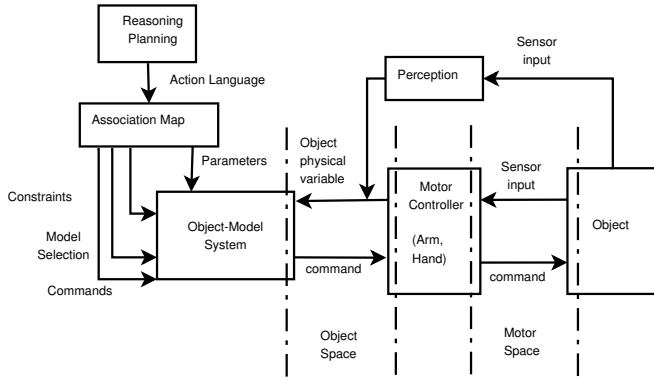 Reasoning
Planning
Action Language
Association Map
Sensor
input
Perception
Object
physical
variable
Parameters
Constraints
Model
Selection
Commands
Object-Model
System
Motor
Controller
(Arm,
Hand)
Sensor
input
Object
command
command
Object
Space
Motor
Space